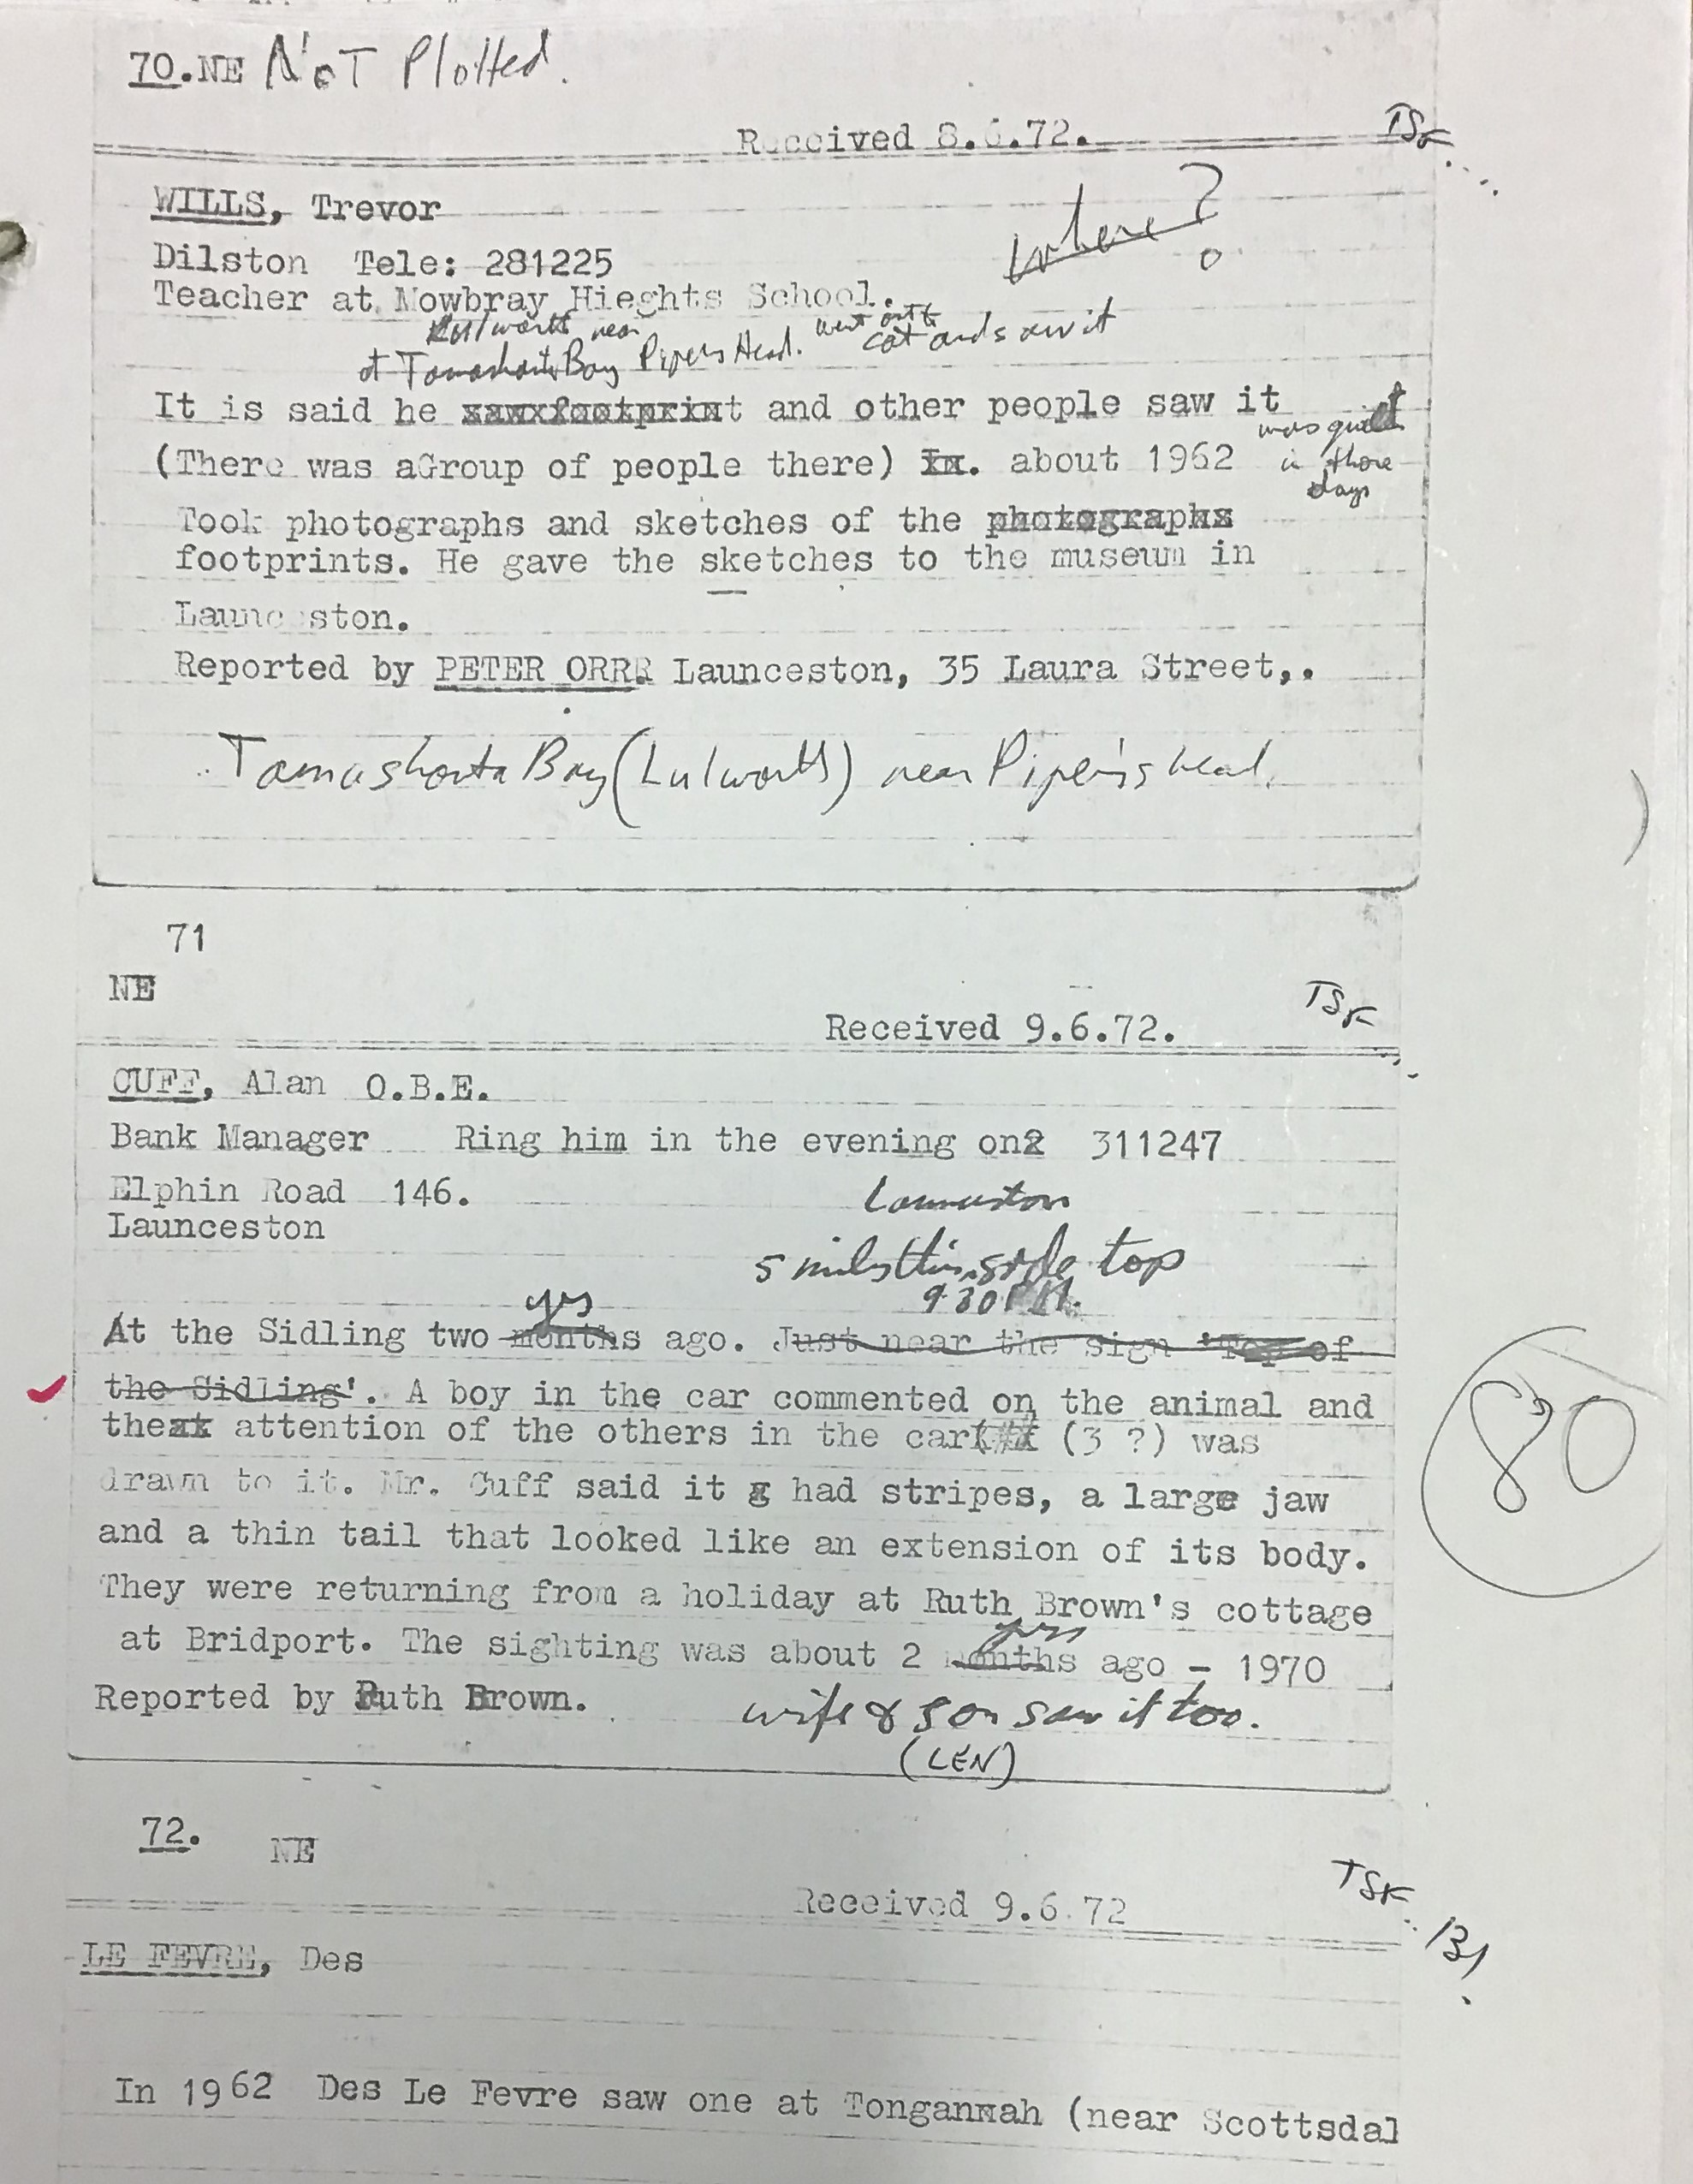 70.NE NOT Plotted.
Received 8.6.72.
TSK
WILLS, Trevor
where?
Dilston Tele: 281225
Teacher at Mowbray Hieghts School.
Lulworth near went out to
at Tamashanta Bay Pipers Head. cat and saw it
It is said he sawxfootprint and other people saw it
was quiet
(There was aGroup of people there) In. about 1962
in those
days
Took photographs and sketches of the photographs
footprints. He gave the sketches to the museum in
Launceston.
Reported by PETER ORRR Launceston, 35 Laura Street,.
Tamashanta Bay (Lulworth) near Piper's head.
71
NE
TSK
Received 9.6.72.
CUFF, Alan O.B.E.
Bank Manager Ring him in the evening on2 311247
Elphin Road 146.
Launceston
Launceston
5 miles this side top
yrs 9.30 PM.
At the Sidling two months ago. Just near the sign 'Top of
the Sidling'. A boy in the car commented on the animal and
the attention of the others in the car (3 ?) was
drawn to it. Mr. Cuff said it had stripes, a large jaw
and a thin tail that looked like an extension of its body.
They were returning from a holiday at Ruth Brown's cottage
yrs
at Bridport. The sighting was about 2 months ago - 1970
Reported by Ruth Brown. wife & son saw it too.
(LEN)
80
72. NE
TSK
Received 9.6.72
131
LE FEVRE, Des
In 1962 Des Le Fevre saw one at Tongannah (near Scottsdal